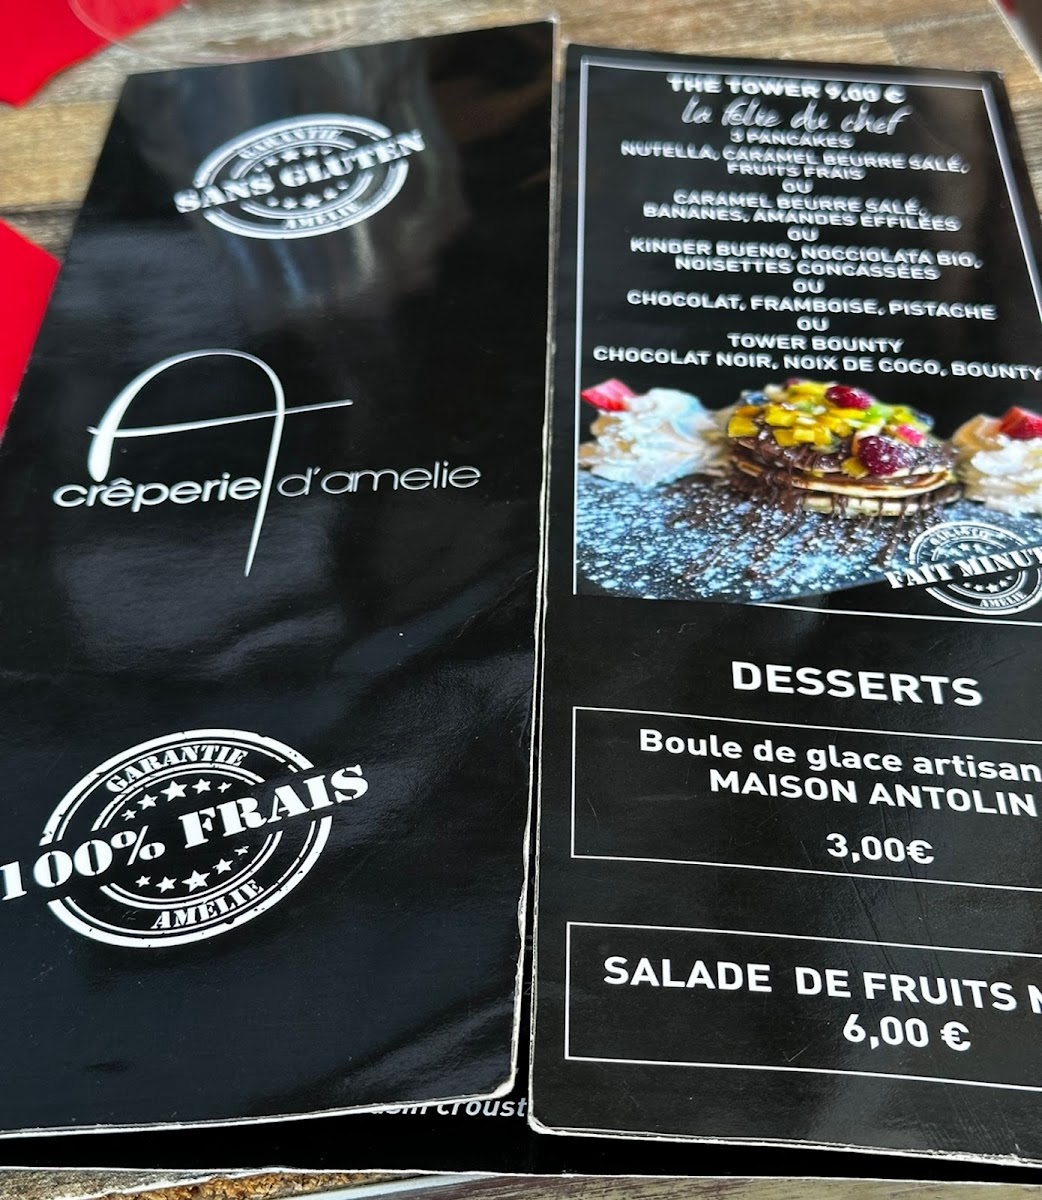 GARANTIE
SANS GLUTEN
AMÉLIE
crêperie d'amelie
GARANTIE
100% FRAIS
AMÉLIE
THE TOWER 9,00 €
la folie du chef
3 PANCAKES
NUTELLA, CARAMEL BEURRE SALÉ,
FRUITS FRAIS
OU
CARAMEL BEURRE SALÉ,
BANANES, AMANDES EFFILÉES
OU
KINDER BUENO, NOCCIOLATA BIO,
NOISETTES CONCASSÉES
OU
CHOCOLAT, FRAMBOISE, PISTACHE
OU
TOWER BOUNTY
CHOCOLAT NOIR, NOIX DE COCO, BOUNTY
GARANTIE
FAIT MINUT
AMÉLIE
DESSERTS
Boule de glace artisan
MAISON ANTOLIN
3,00€
SALADE DE FRUITS
6,00 €
croust